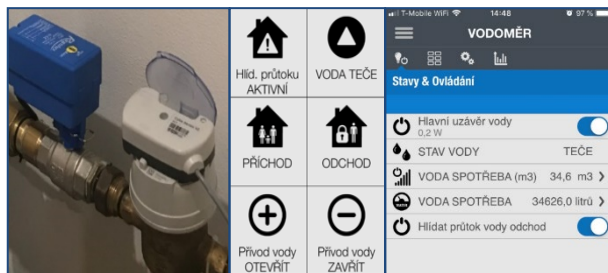 Hlíd. průtoku
AKTIVNÍ
VODA TEČE
PŘÍCHOD
ODCHOD
Přívod vody
OTEVŘÍT
Přívod vody
ZAVŘÍT
T-Mobile WiFi 14:48 97 %
VODOMĚR
Stavy & Ovládání
Hlavní uzávěr vody
0,2 W
STAV VODY TEČE
VODA SPOTŘEBA (m3) 34,6 m3
VODA SPOTŘEBA 34626,0 litrů
Hlídat průtok vody odchod